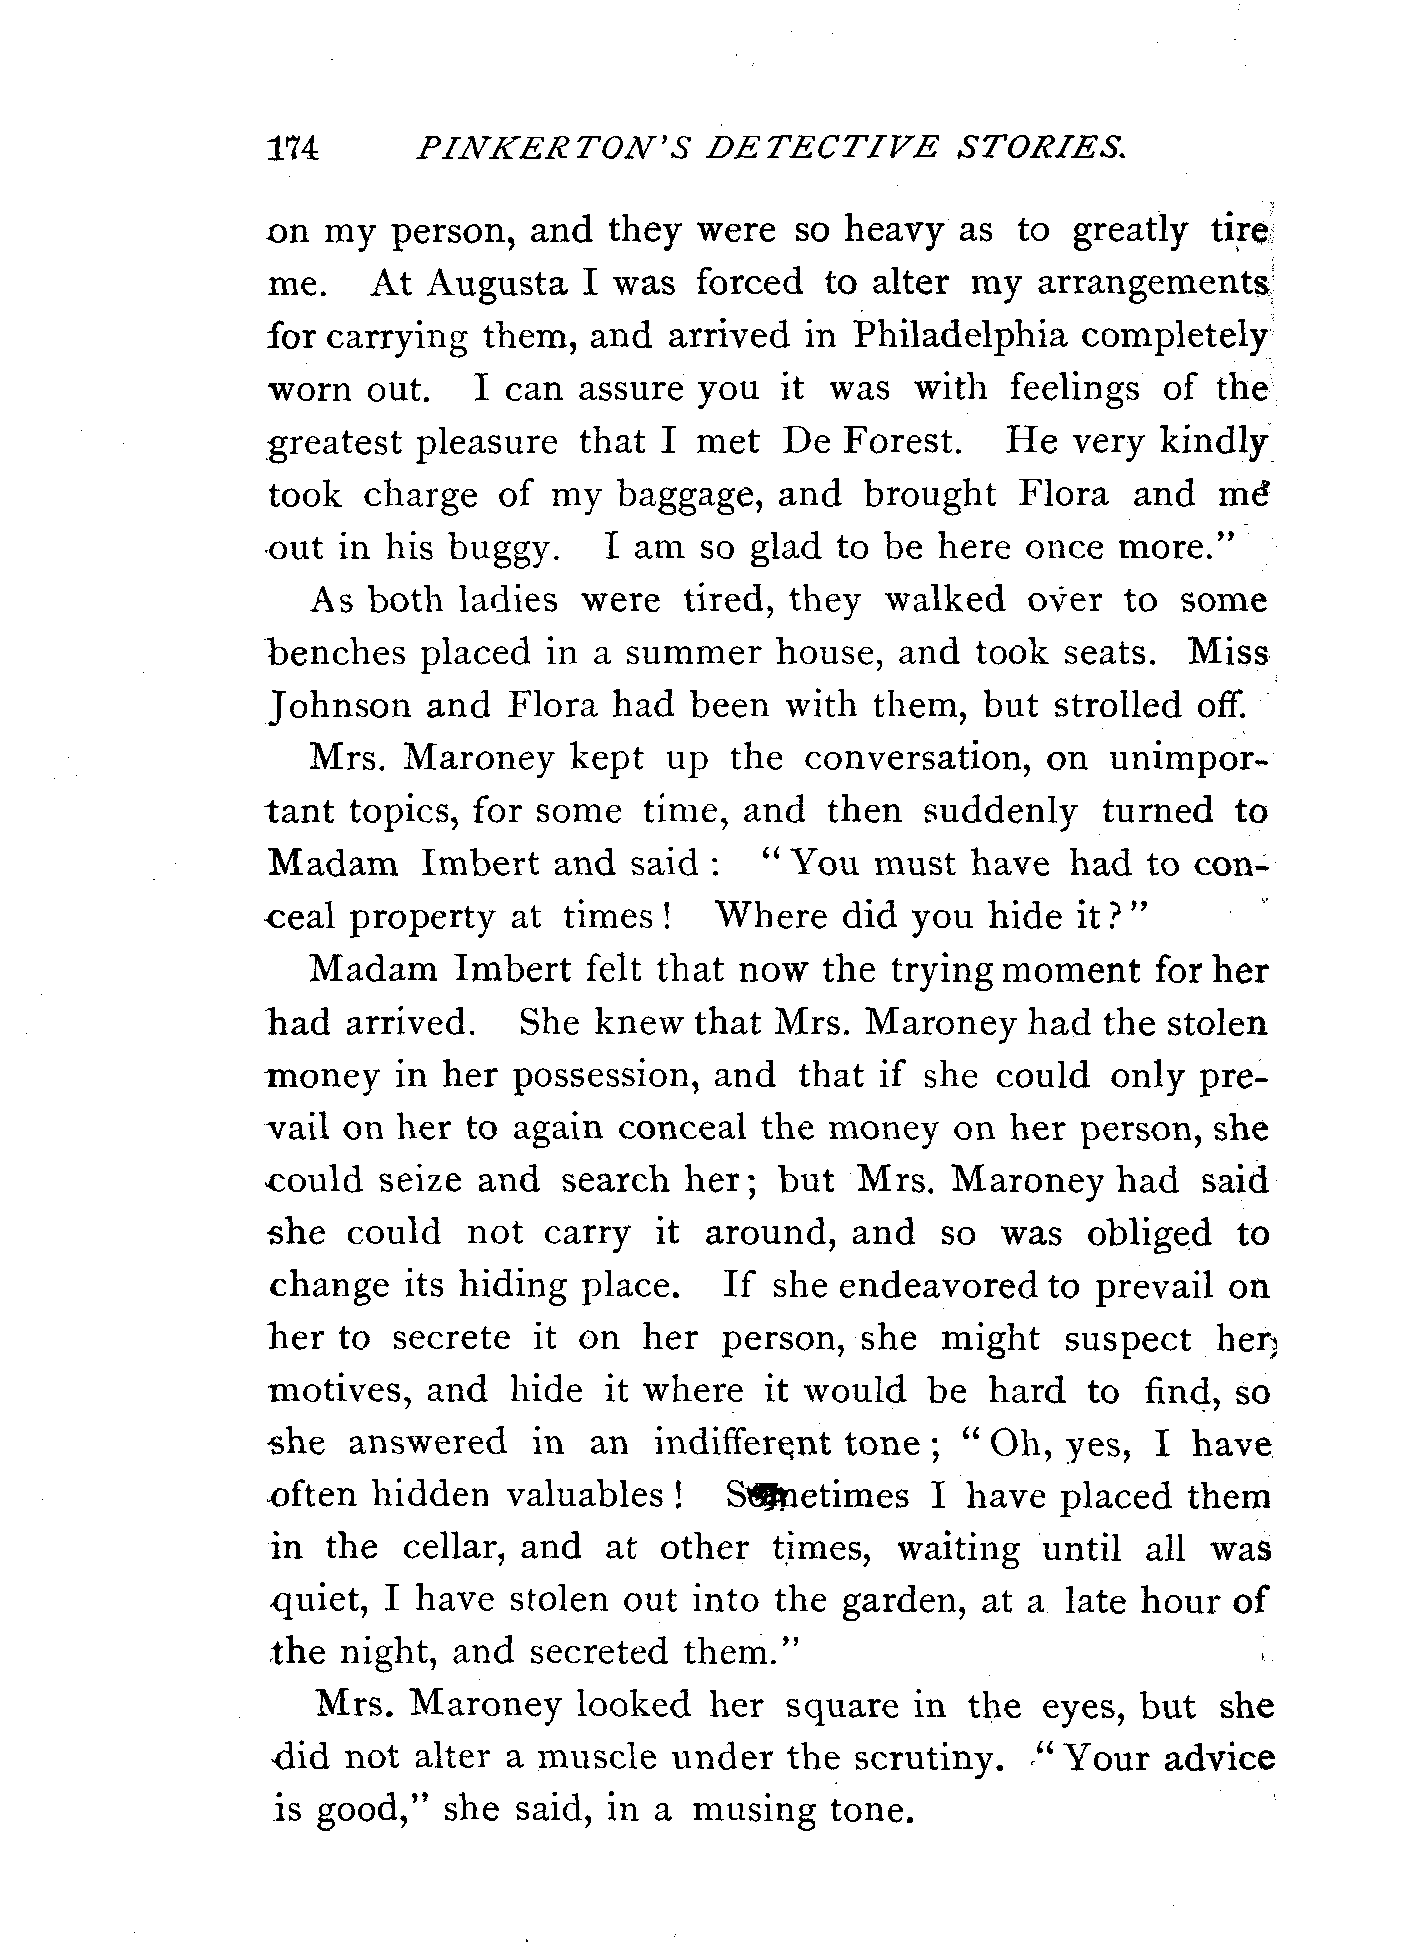 174 PINKERTON'S DETECTIVE STORIES.
on my person, and they were so heavy as to greatly tire
me. At Augusta I was forced to alter my arrangements
for carrying them, and arrived in Philadelphia completely
worn out. I can assure you it was with feelings of the
greatest pleasure that I met De Forest. He very kindly
took charge of my baggage, and brought Flora and me
out in his buggy. I am so glad to be here once more."
As both ladies were tired, they walked over to some
benches placed in a summer house, and took seats. Miss
Johnson and Flora had been with them, but strolled off.
Mrs. Maroney kept up the conversation, on unimpor-
tant topics, for some time, and then suddenly turned to
Madam Imbert and said : "You must have had to con-
ceal property at times ! Where did you hide it ?"
Madam Imbert felt that now the trying moment for her
had arrived. She knew that Mrs. Maroney had the stolen
money in her possession, and that if she could only pre-
vail on her to again conceal the money on her person, she
could seize and search her ; but Mrs. Maroney had said
she could not carry it around, and so was obliged to
change its hiding place. If she endeavored to prevail on
her to secrete it on her person, she might suspect her
motives, and hide it where it would be hard to find, so
she answered in an indifferent tone ; "Oh, yes, I have
often hidden valuables ! Sometimes I have placed them
in the cellar, and at other times, waiting until all was
quiet, I have stolen out into the garden, at a late hour of
the night, and secreted them."
Mrs. Maroney looked her square in the eyes, but she
did not alter a muscle under the scrutiny. "Your advice
is good," she said, in a musing tone.